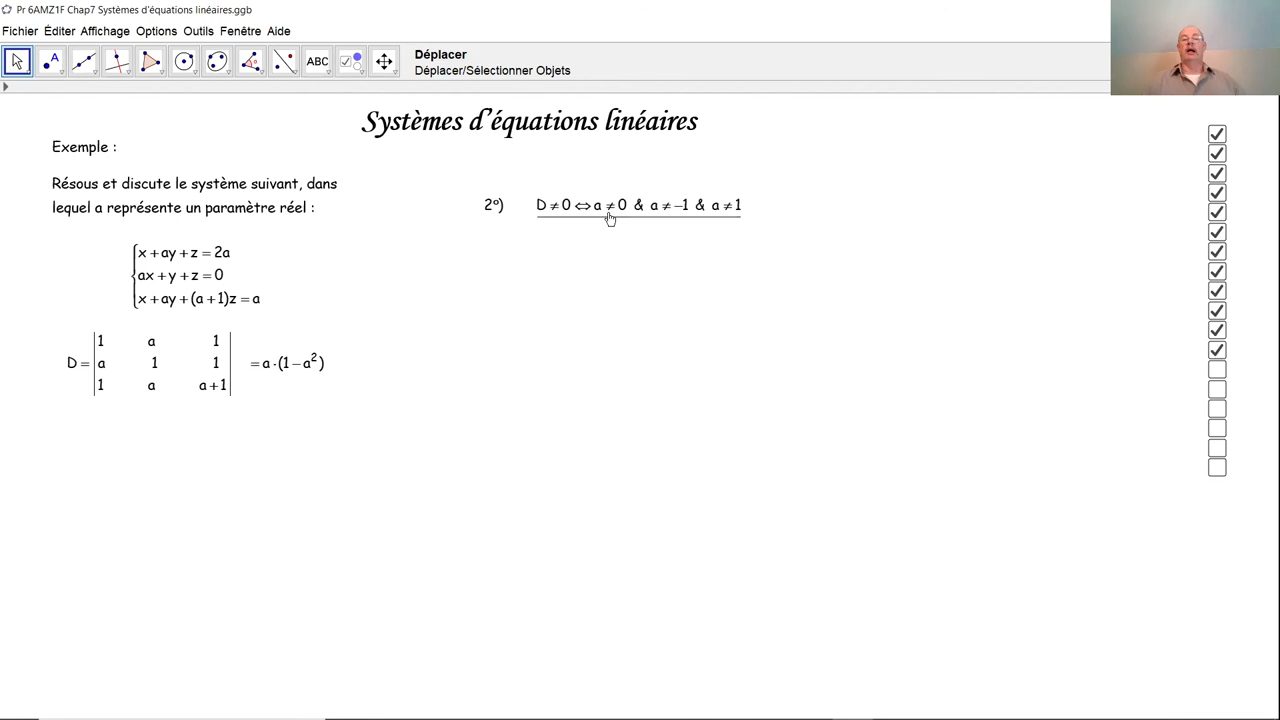 Pr 6AMZ1F Chap7 Systèmes d'équations linéaires.ggb
Fichier Éditer Affichage Options Outils Fenêtre Aide
ABC
Déplacer
Déplacer/Sélectionner Objets
Systèmes d'équations linéaires
Exemple :
Résous et discute le système suivant, dans
lequel a représente un paramètre réel :
x + ay + z = 2a
ax + y + z = 0
x + ay + (a + 1)z = a
D = |1 a 1|
|a 1 1| = a · (1 − a²)
|1 a a + 1|
2°) D ≠ 0 ⇔ a ≠ 0 & a ≠ −1 & a ≠ 1